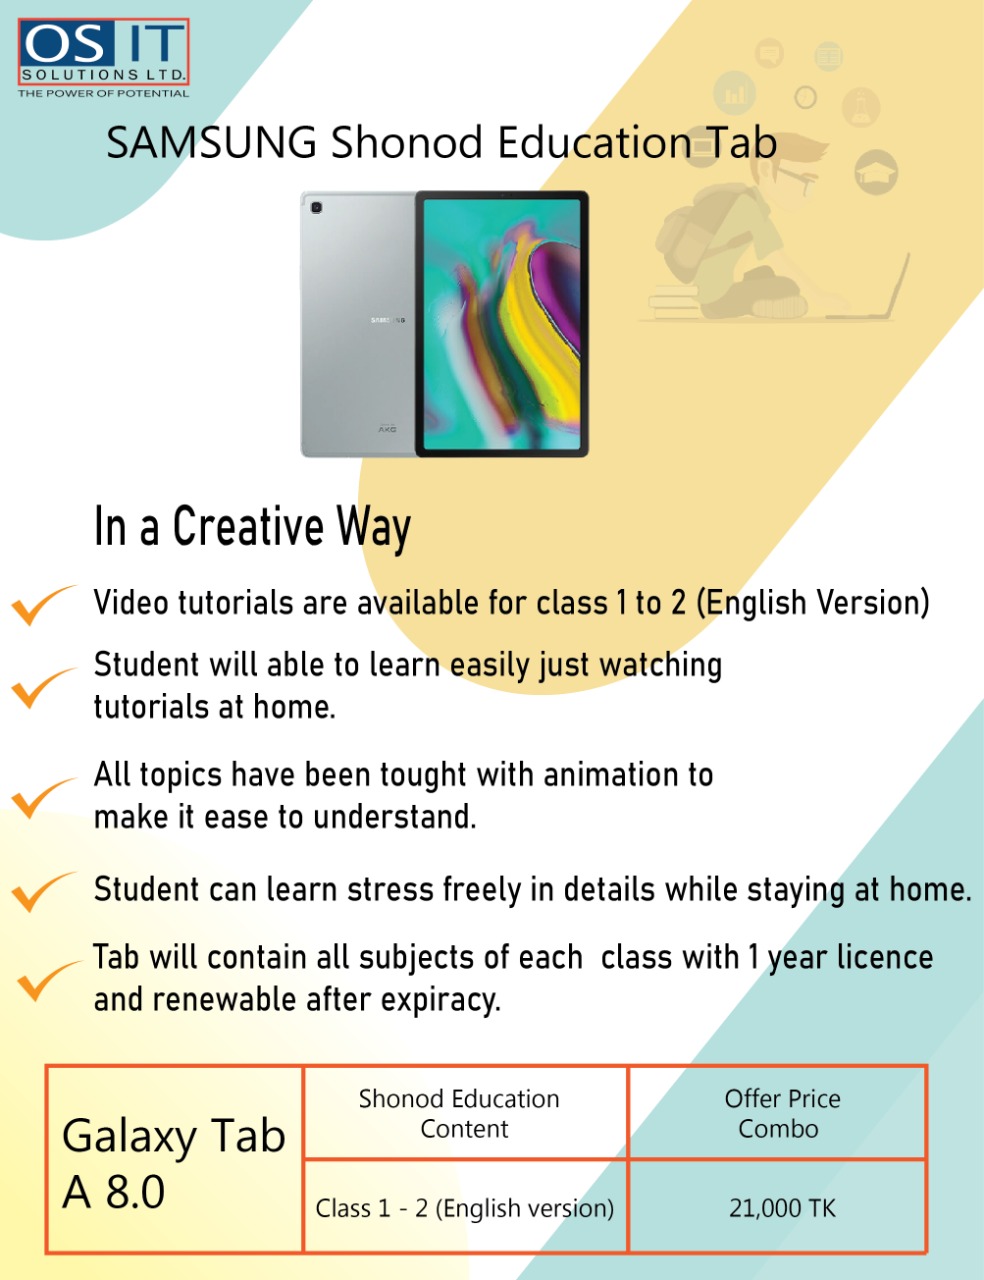 OS IT
SOLUTIONS LTD.
THE POWER OF POTENTIAL
SAMSUNG Shonod Education Tab
SAMSUNG
AKG
In a Creative Way
Video tutorials are available for class 1 to 2 (English Version)
Student will able to learn easily just watching
tutorials at home.
All topics have been tought with animation to
make it ease to understand.
Student can learn stress freely in details while staying at home.
Tab will contain all subjects of each class with 1 year licence
and renewable after expiracy.
Galaxy Tab
A 8.0
Shonod Education
Content
Offer Price
Combo
Class 1 - 2 (English version)
21,000 TK